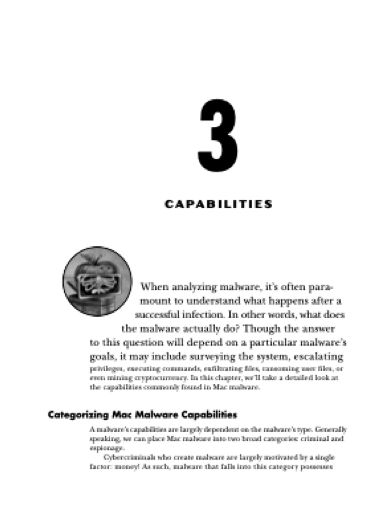 3
CAPABILITIES
When analyzing malware, it's often para-
mount to understand what happens after a
successful infection. In other words, what does
the malware actually do? Though the answer
to this question will depend on a particular malware's
goals, it may include surveying the system, escalating
privileges, executing commands, exfiltrating files, ransoming user files, or
even mining cryptocurrency. In this chapter, we'll take a detailed look at
the capabilities commonly found in Mac malware.
Categorizing Mac Malware Capabilities
A malware's capabilities are largely dependent on the malware's type. Generally
speaking, we can place Mac malware into two broad categories: criminal and
espionage.
Cybercriminals who create malware are largely motivated by a single
factor: money! As such, malware that falls into this category possesses